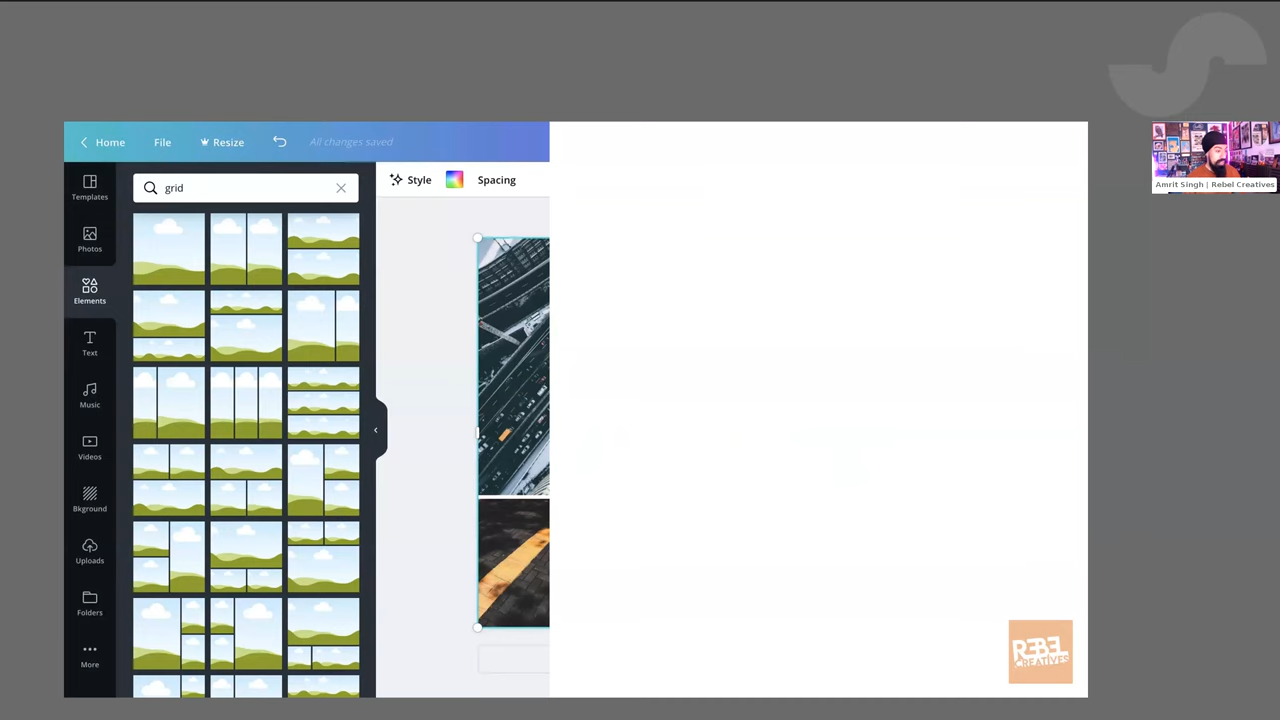 Home
File
Resize
All changes saved
Templates
Photos
Elements
Text
Music
Videos
Bkground
Uploads
Folders
More
grid
Style
Spacing
Amrit Singh | Rebel Creatives
REBEL
CREATIVES